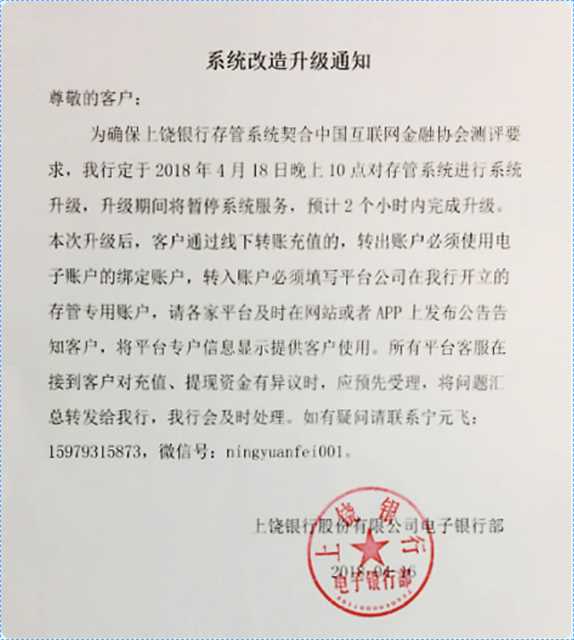 系统改造升级通知
尊敬的客户：
为确保上饶银行存管系统契合中国互联网金融协会测评要
求，我行定于 2018 年 4 月 18 日晚上 10 点对存管系统进行系统
升级，升级期间将暂停系统服务，预计 2 个小时内完成升级。
本次升级后，客户通过线下转账充值的，转出账户必须使用电
子账户的绑定账户，转入账户必须填写平台公司在我行开立的
存管专用账户，请各家平台及时在网站或者 APP 上发布公告告
知客户，将平台专户信息显示提供客户使用。所有平台客服在
接到客户对充值、提现资金有异议时，应预先受理，将问题汇
总转发给我行，我行会及时处理。如有疑问请联系宁元飞：
15979315873，微信号：ningyuanfei001。
上饶银行股份有限公司电子银行部
2018-04-16
上饶银行
电子银行部